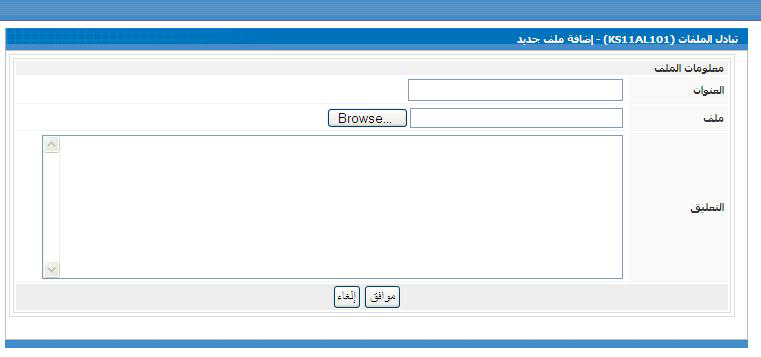 تبادل الملفات (KS11AL101) - إضافة ملف جديد
معلومات الملف
العنوان
ملف Browse...
التعليق
موافق إلغاء